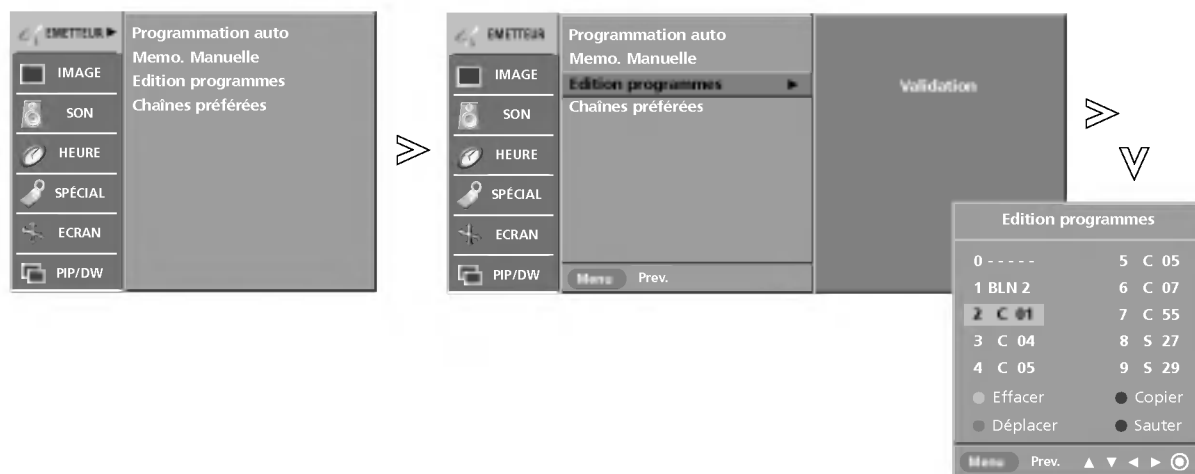 EMETTEUR ►
IMAGE
SON
HEURE
SPÉCIAL
ECRAN
PIP/DW
Programmation auto
Memo. Manuelle
Edition programmes
Chaînes préférées
EMETTEUR
IMAGE
SON
HEURE
SPÉCIAL
ECRAN
PIP/DW
Programmation auto
Memo. Manuelle
Edition programmes ►
Chaînes préférées
Menu Prev.
Validation
Edition programmes
0 - - - - -
1 BLN 2
2 C 01
3 C 04
4 C 05
5 C 05
6 C 07
7 C 55
8 S 27
9 S 29
Effacer
Copier
Déplacer
Sauter
Menu Prev. ▲ ▼ ◄ ►